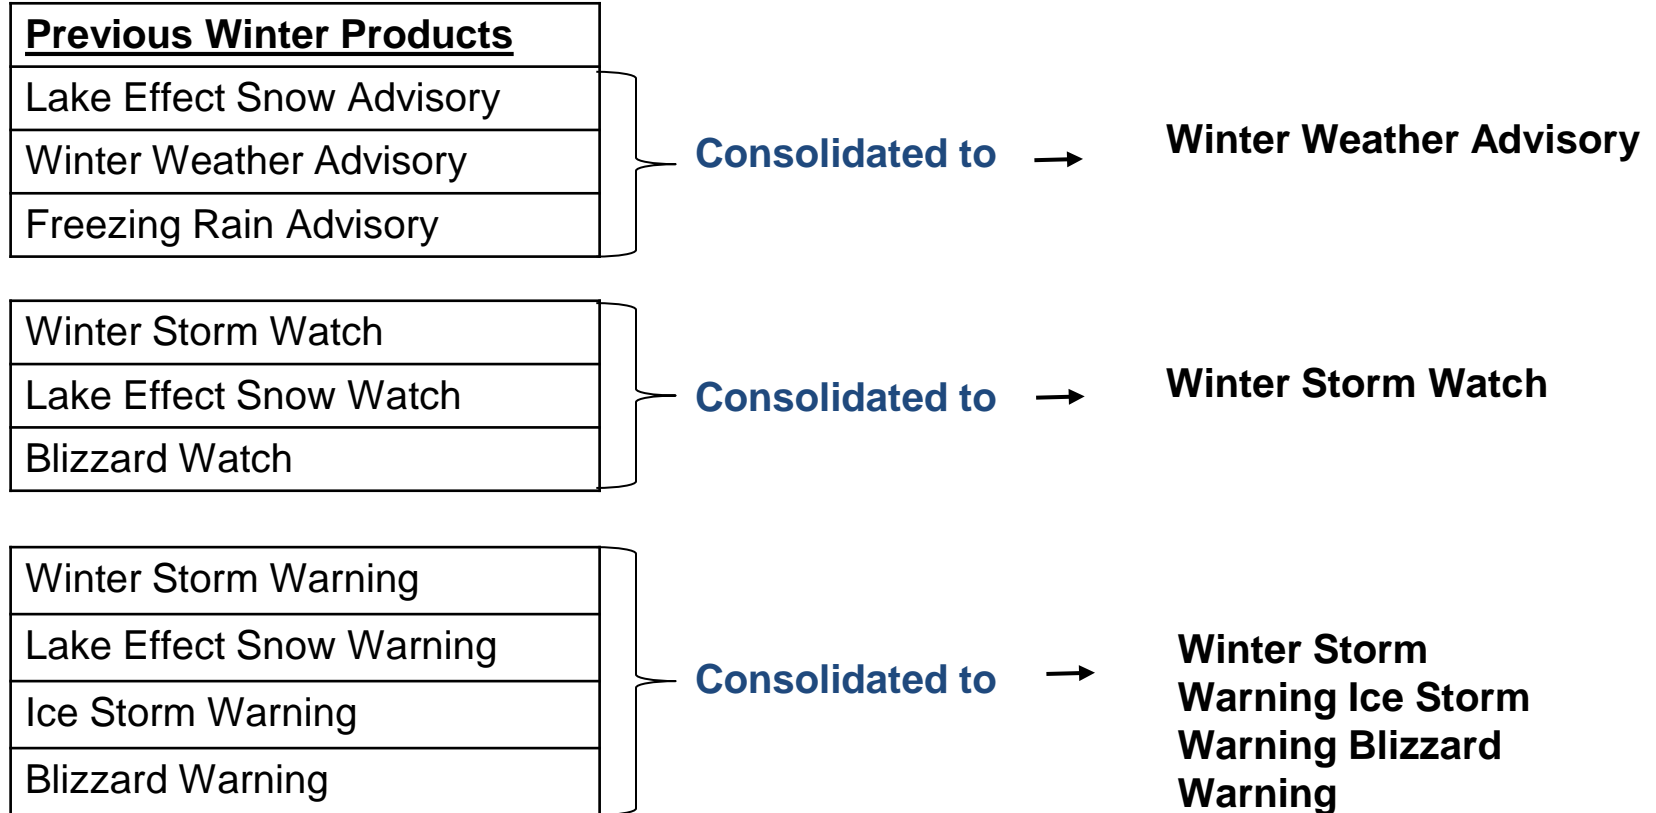 Previous Winter Products
Lake Effect Snow Advisory
Winter Weather Advisory
Freezing Rain Advisory
Consolidated to
Winter Weather Advisory
Winter Storm Watch
Lake Effect Snow Watch
Blizzard Watch
Consolidated to
Winter Storm Watch
Winter Storm Warning
Lake Effect Snow Warning
Ice Storm Warning
Blizzard Warning
Consolidated to
Winter Storm
Warning Ice Storm
Warning Blizzard
Warning